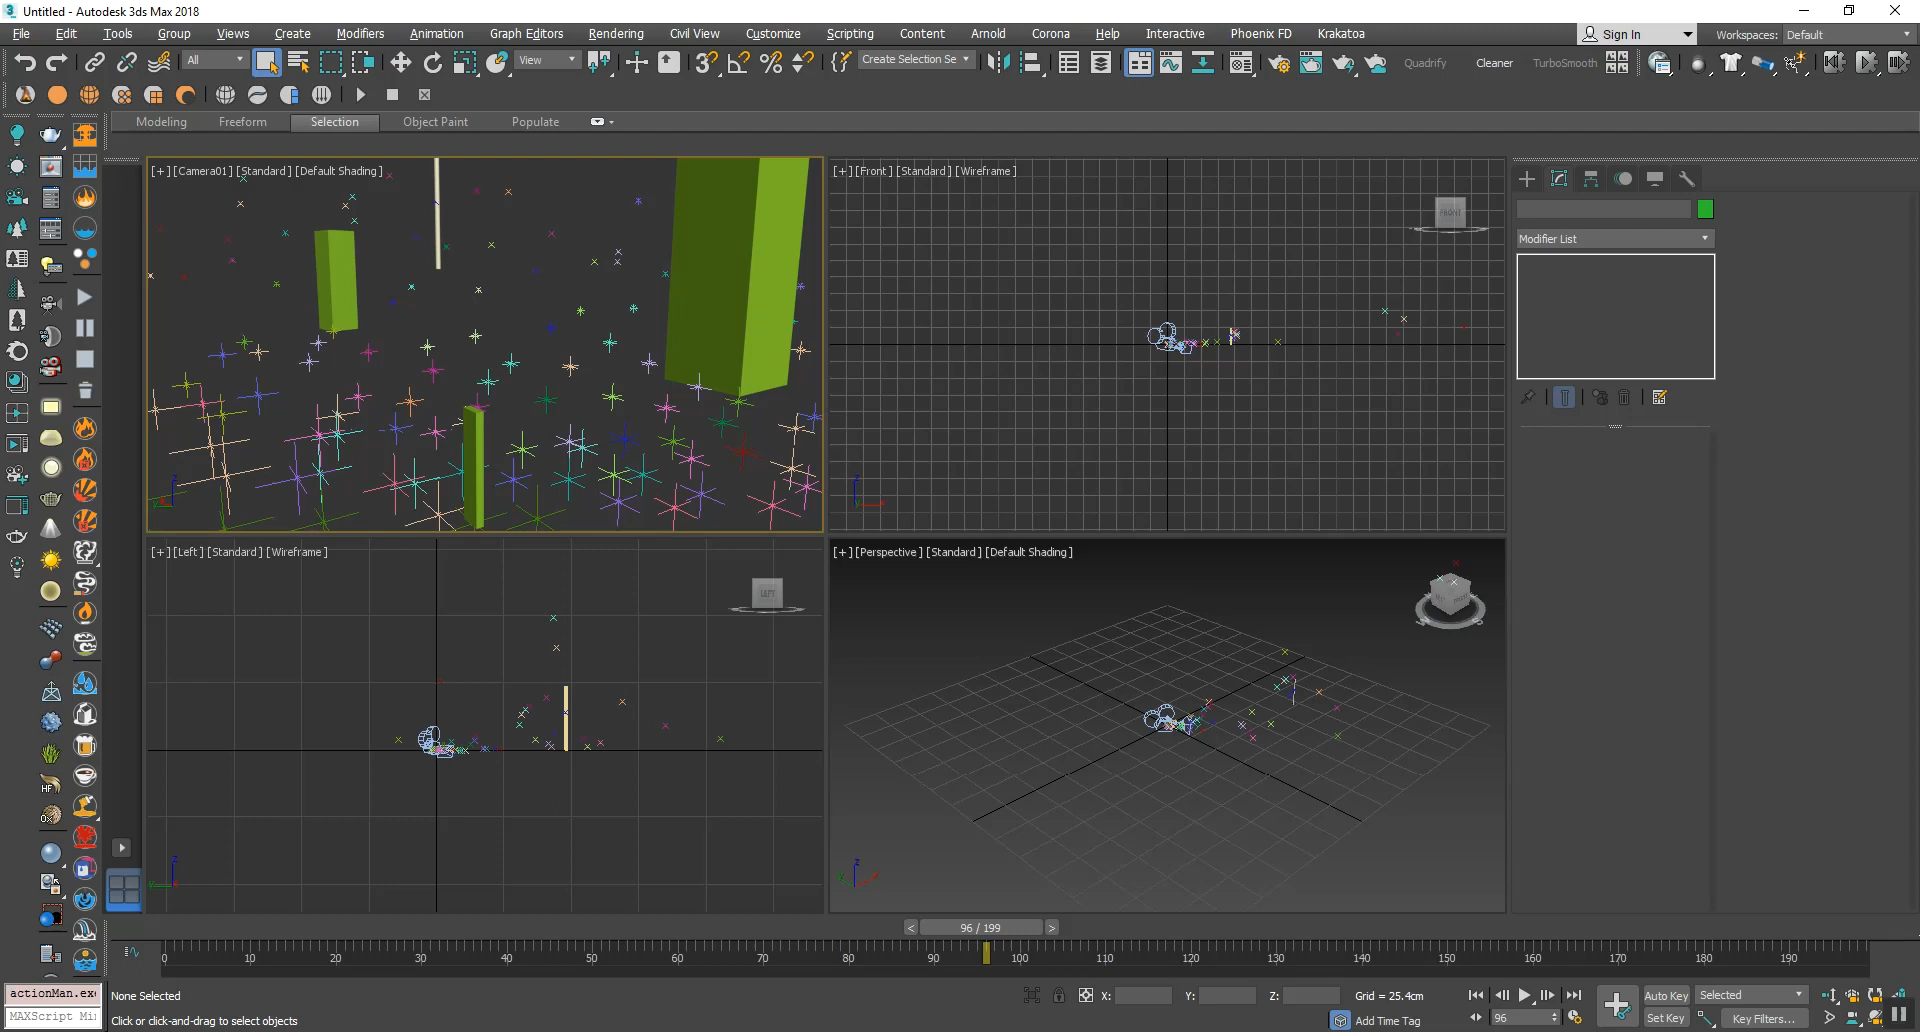 Untitled - Autodesk 3ds Max 2018
File Edit Tools Group Views Create Modifiers Animation Graph Editors Rendering Civil View Customize Scripting Content Arnold Corona Help Interactive Phoenix FD Krakatoa
Sign In
Workspaces: Default
All
View
Create Selection Se
Quadrify Cleaner TurboSmooth
Modeling Freeform Selection Object Paint Populate
[+] [Camera01] [Standard] [Default Shading]
[+] [Front] [Standard] [Wireframe]
FRONT
Modifier List
[+] [Left] [Standard] [Wireframe]
LEFT
[+] [Perspective] [Standard] [Default Shading]
HF
Ox
< 96 / 199 >
0 10 20 30 40 50 60 70 80 90 100 110 120 130 140 150 160 170 180 190
actionMan.exe
None Selected
X: Y: Z: Grid = 25.4cm
Auto Key Selected
MAXScript Mi
Click or click-and-drag to select objects
Add Time Tag
96
Set Key Key Filters...